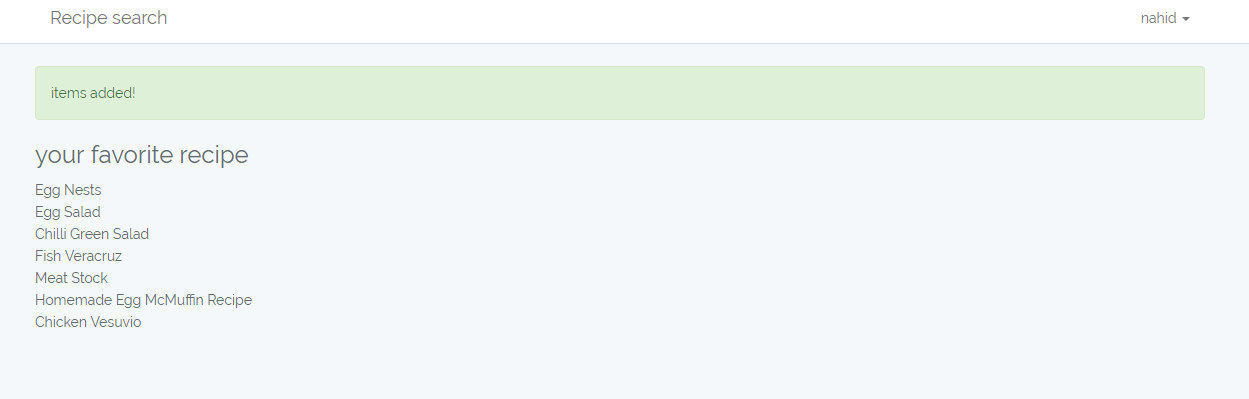 Recipe search
nahid
items added!
your favorite recipe
Egg Nests
Egg Salad
Chilli Green Salad
Fish Veracruz
Meat Stock
Homemade Egg McMuffin Recipe
Chicken Vesuvio